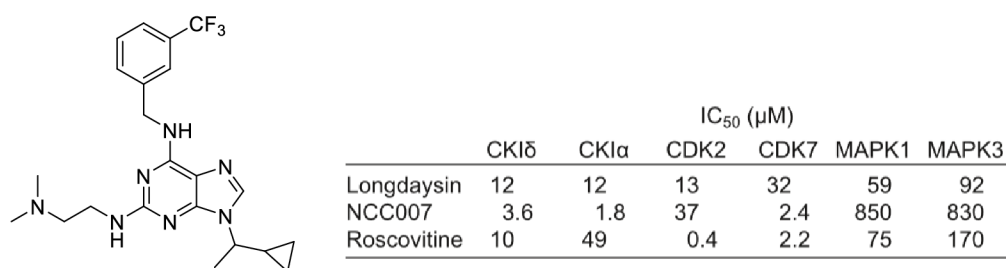 CF₃
NH
N
N
N
N
H
N
N
N
IC₅₀ (μM)
CKIδ CKIα CDK2 CDK7 MAPK1 MAPK3
Longdaysin 12 12 13 32 59 92
NCC007 3.6 1.8 37 2.4 850 830
Roscovitine 10 49 0.4 2.2 75 170